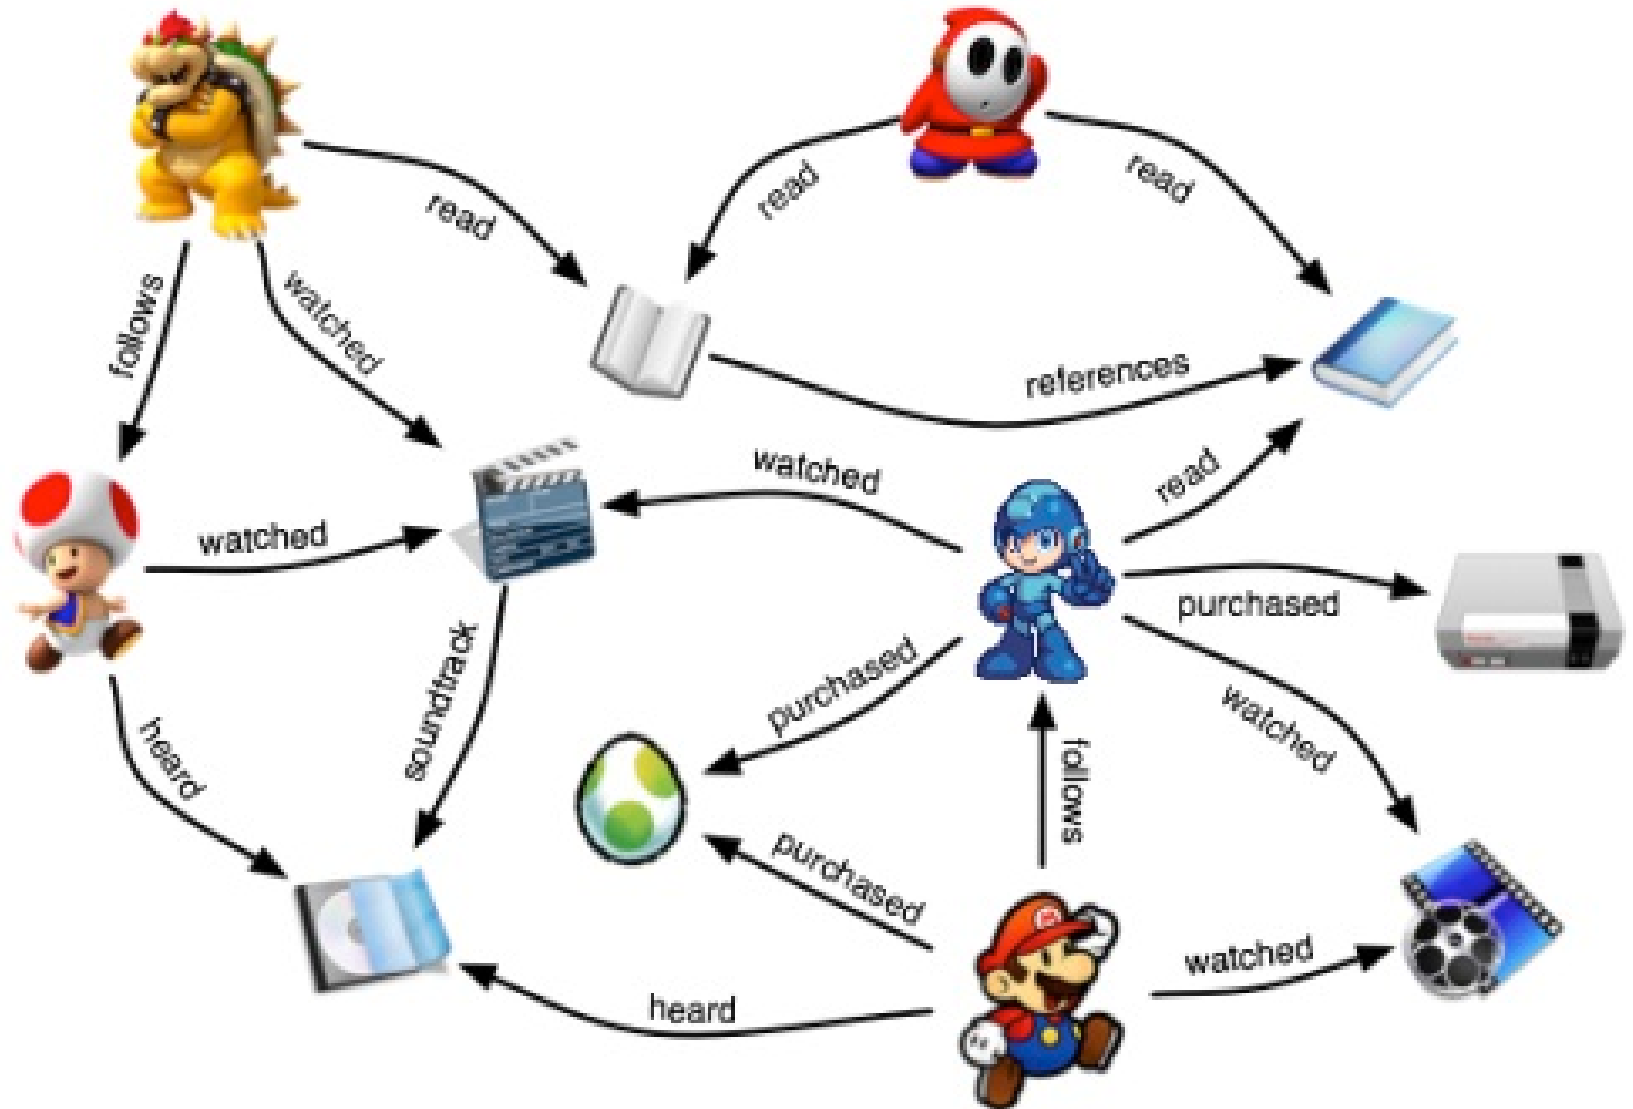 read
read
read
follows
watched
references
watched
read
watched
purchased
soundtrack
purchased
watched
heard
follows
purchased
watched
heard